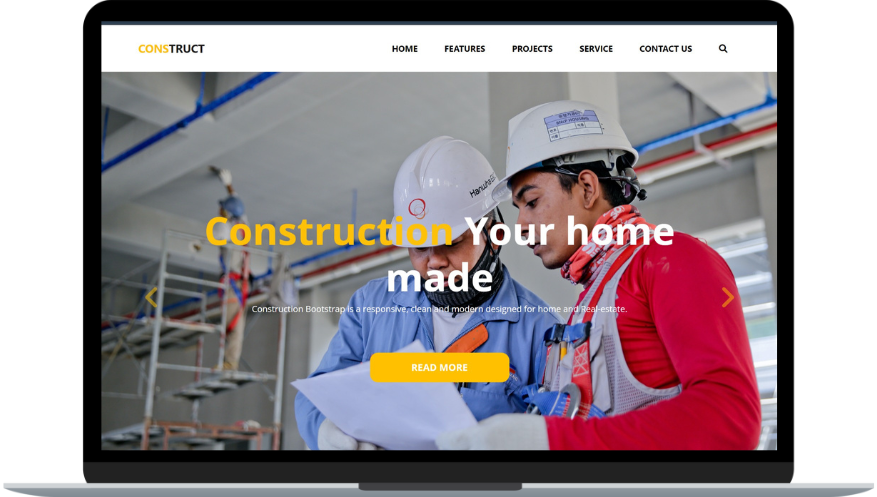 CONSTRUCT
HOME FEATURES PROJECTS SERVICE CONTACT US
Hanwha E&C
Construction Your home
made
Construction Bootstrap is a responsive, clean and modern designed for home and Real-estate.
READ MORE